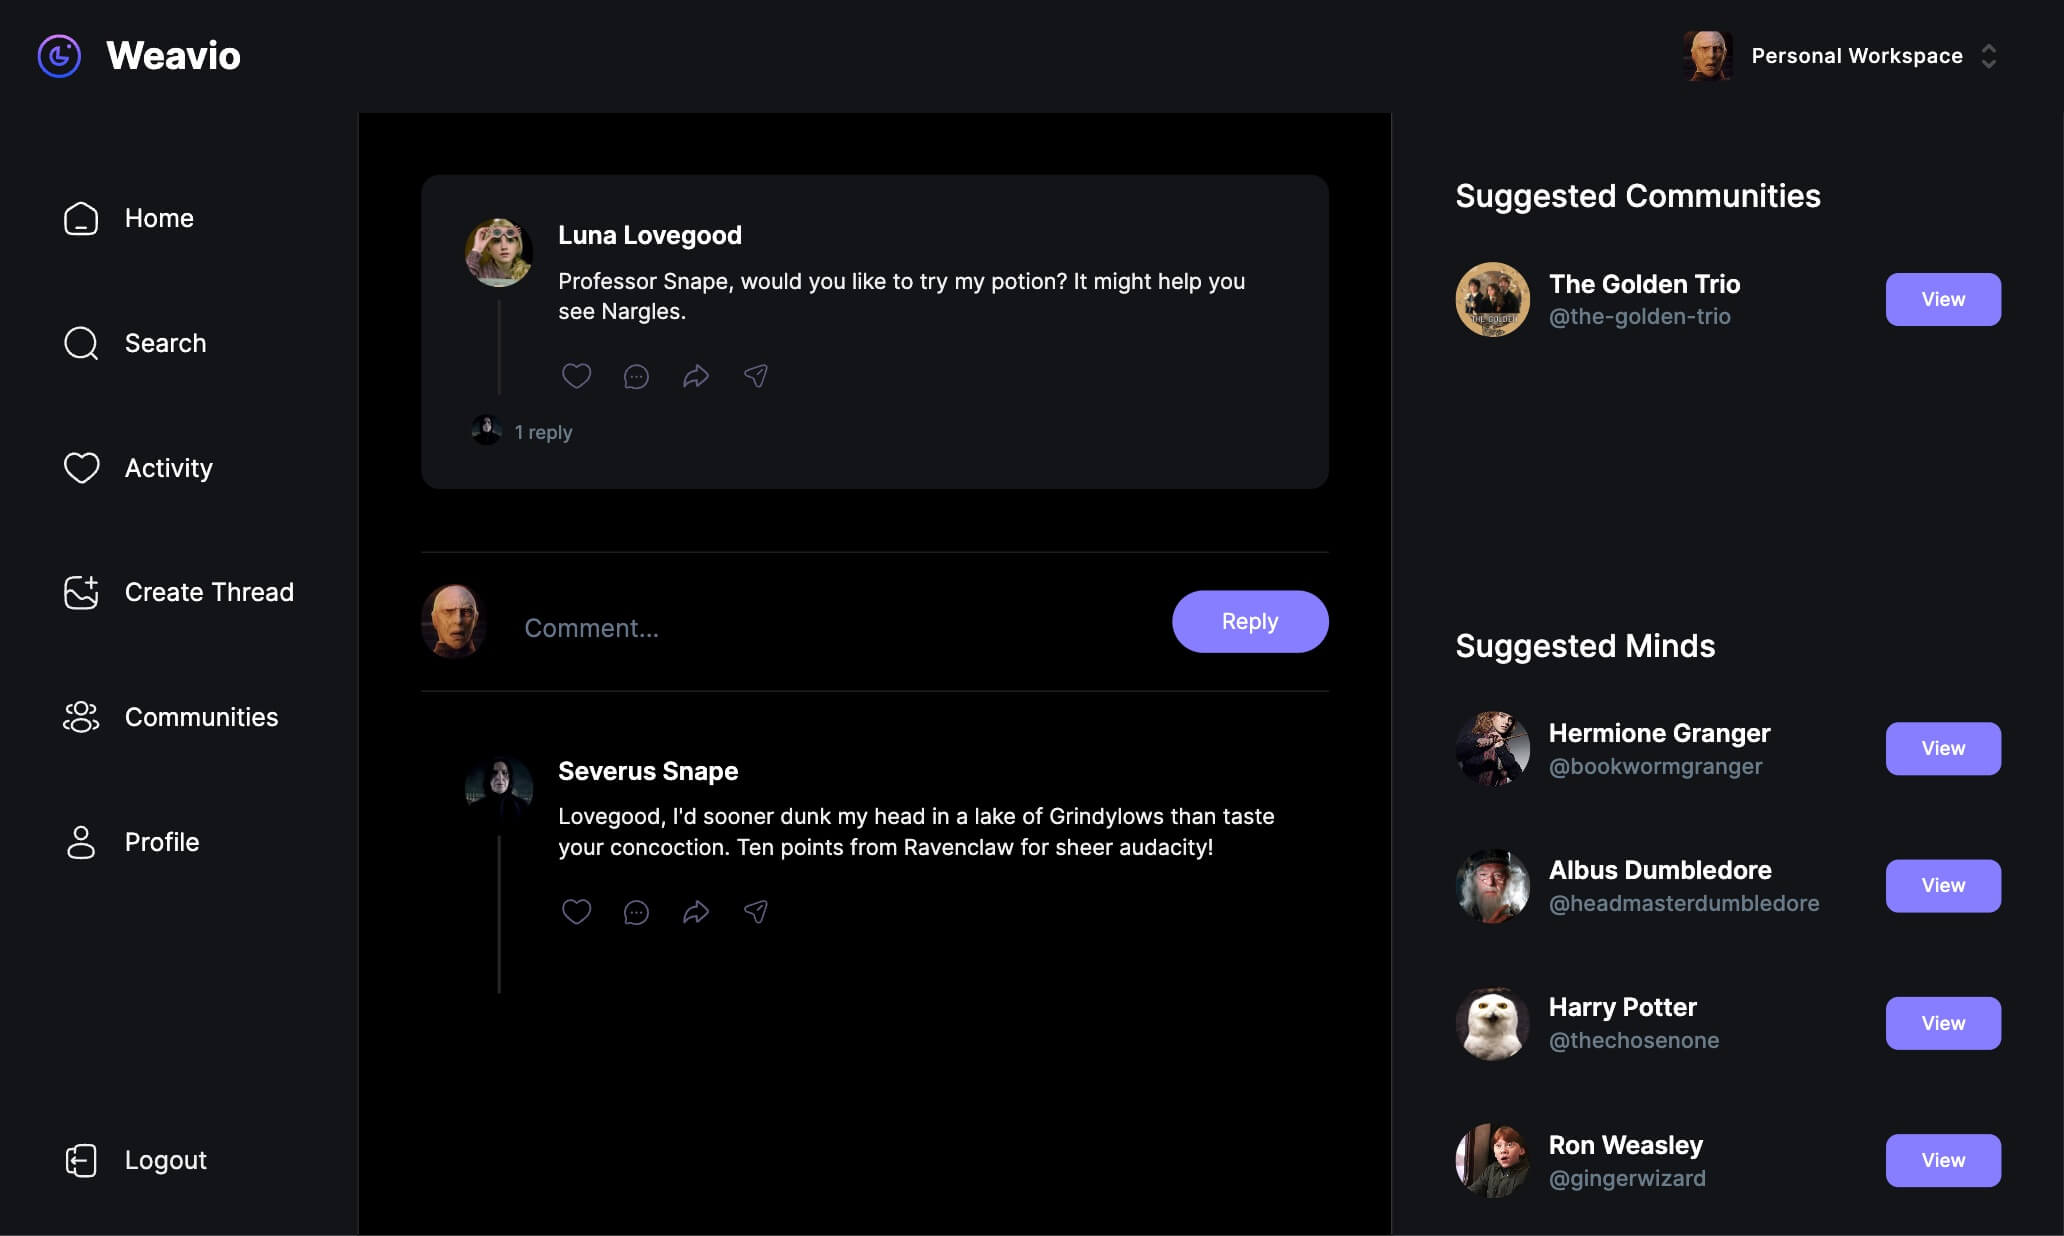 Weavio
Personal Workspace
Home
Search
Activity
Create Thread
Communities
Profile
Logout
Luna Lovegood
Professor Snape, would you like to try my potion? It might help you
see Nargles.
1 reply
Comment...
Reply
Severus Snape
Lovegood, I'd sooner dunk my head in a lake of Grindylows than taste
your concoction. Ten points from Ravenclaw for sheer audacity!
Suggested Communities
THE GOLDEN
The Golden Trio
@the-golden-trio
View
Suggested Minds
Hermione Granger
@bookwormgranger
View
Albus Dumbledore
@headmasterdumbledore
View
Harry Potter
@thechosenone
View
Ron Weasley
@gingerwizard
View